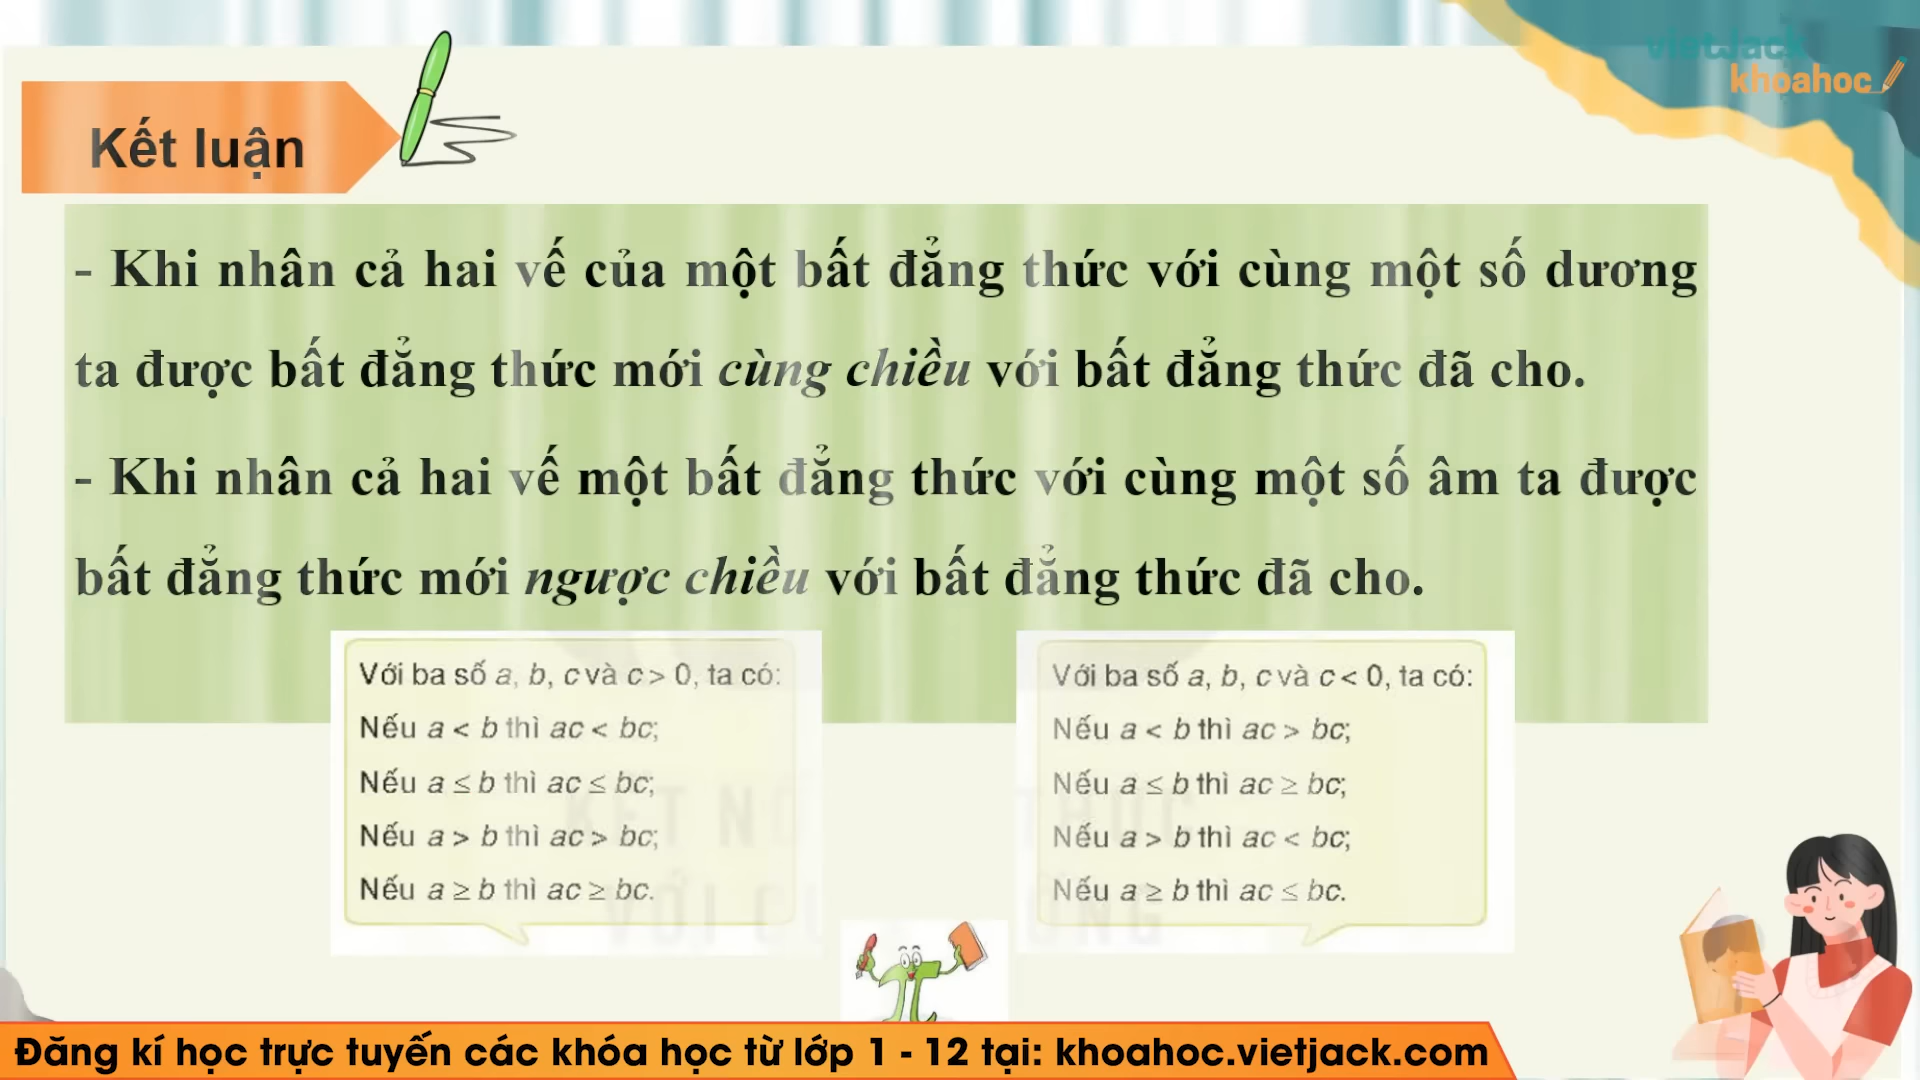 vietJack
khoahoc
Kết luận
- Khi nhân cả hai vế của một bất đẳng thức với cùng một số dương
ta được bất đẳng thức mới cùng chiều với bất đẳng thức đã cho.
- Khi nhân cả hai vế một bất đẳng thức với cùng một số âm ta được
bất đẳng thức mới ngược chiều với bất đẳng thức đã cho.
Với ba số a, b, c và c > 0, ta có:
Nếu a < b thì ac < bc;
Nếu a ≤ b thì ac ≤ bc;
Nếu a > b thì ac > bc;
Nếu a ≥ b thì ac ≥ bc.
Với ba số a, b, c và c < 0, ta có:
Nếu a < b thì ac > bc;
Nếu a ≤ b thì ac ≥ bc;
Nếu a > b thì ac < bc;
Nếu a ≥ b thì ac ≤ bc.
Đăng kí học trực tuyến các khóa học từ lớp 1 - 12 tại: khoahoc.vietjack.com